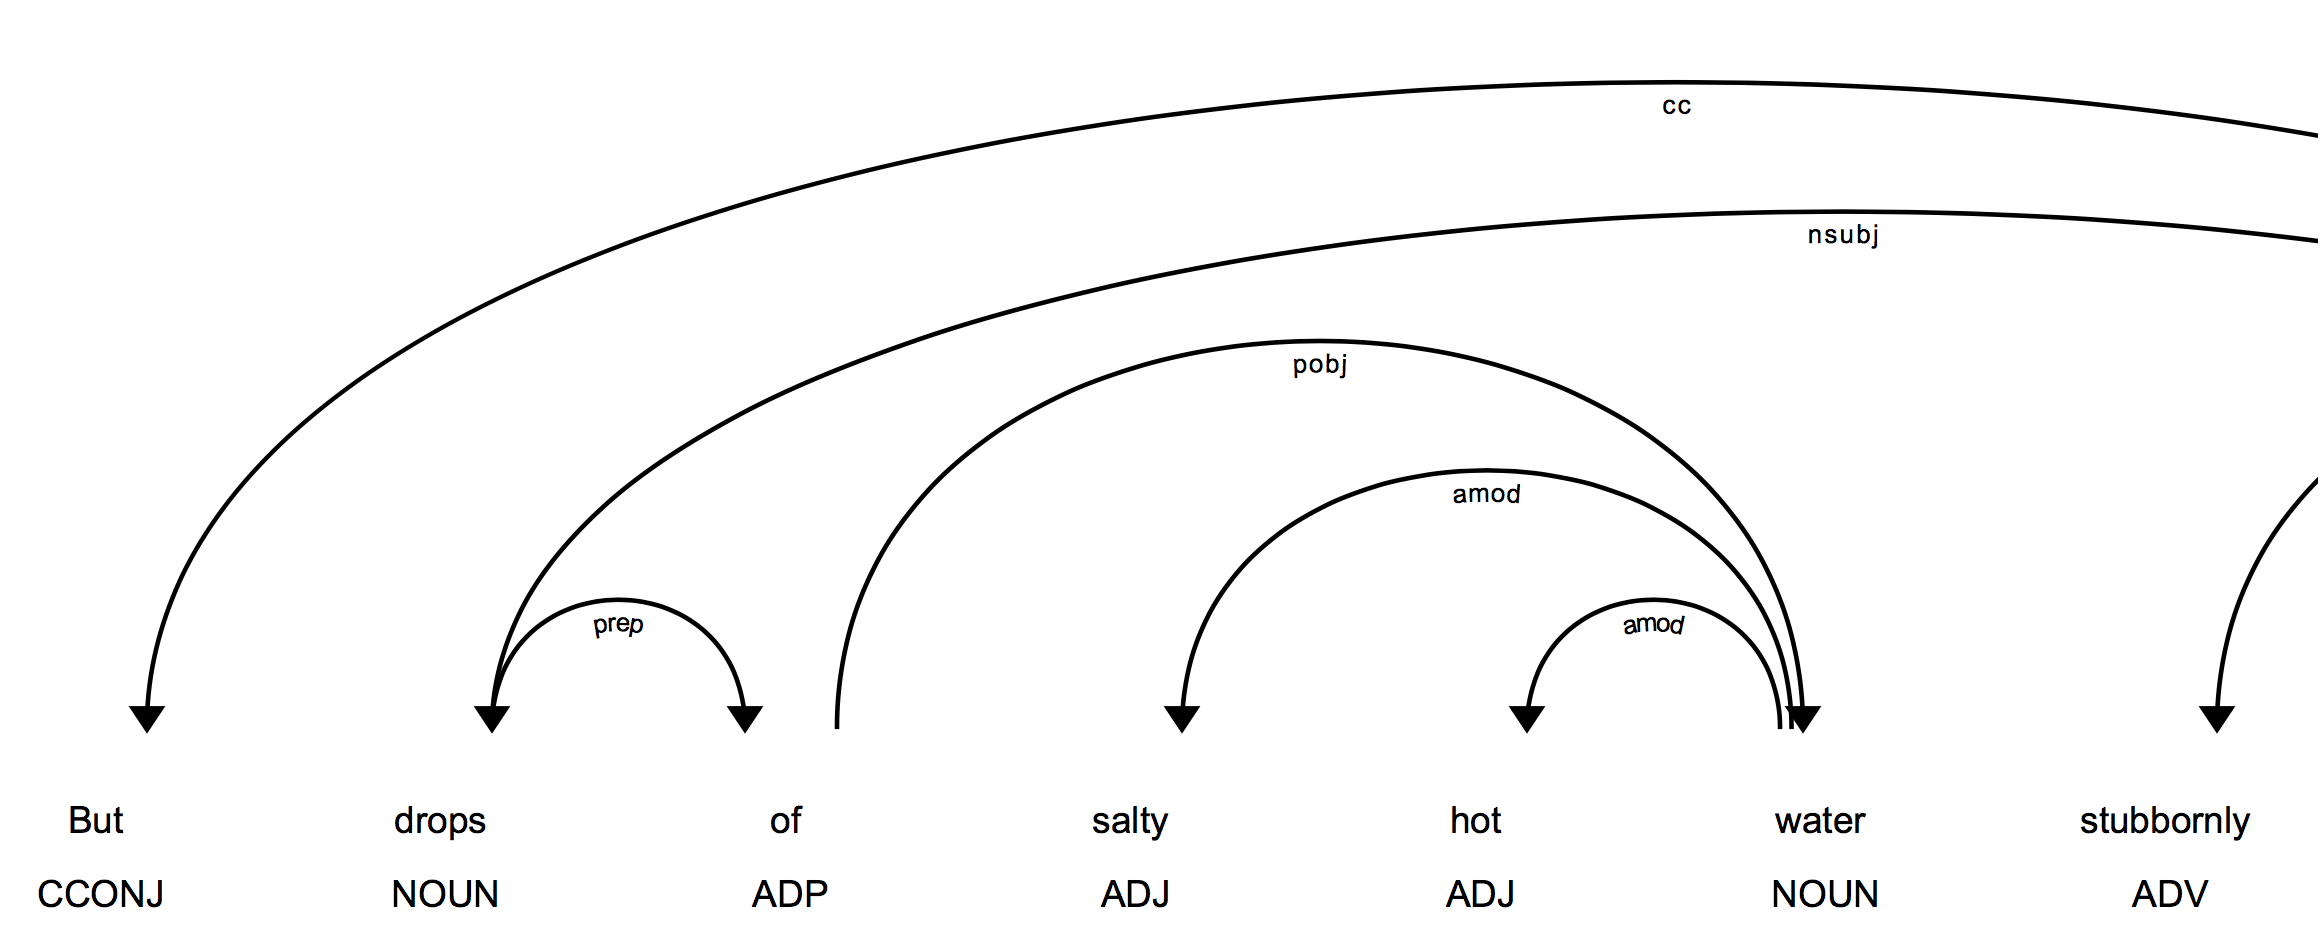 cc
nsubj
pobj
amod
prep amod
But drops of salty hot water stubbornly
CCONJ NOUN ADP ADJ ADJ NOUN ADV